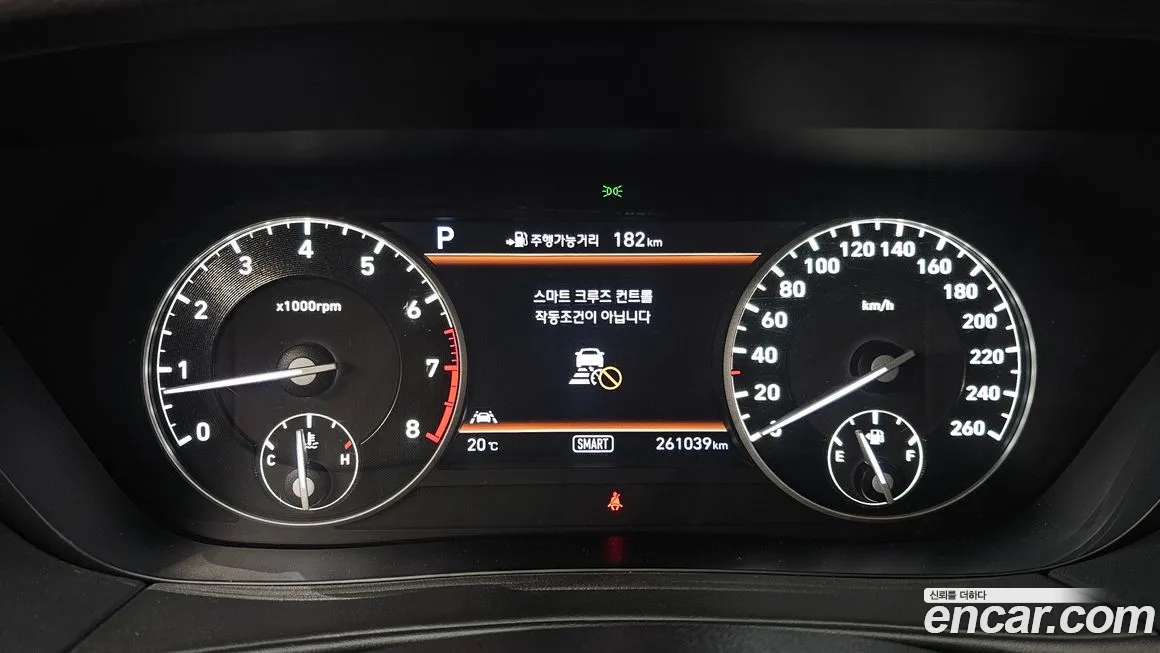 P
주행가능거리 182km
스마트 크루즈 컨트롤
작동조건이 아닙니다
20℃
SMART
261039km
0
1
2
3
4
5
6
7
8
x1000rpm
C H
20
40
60
80
100
120
140
160
180
200
220
240
260
km/h
E F
신뢰를 더하다
encar.com